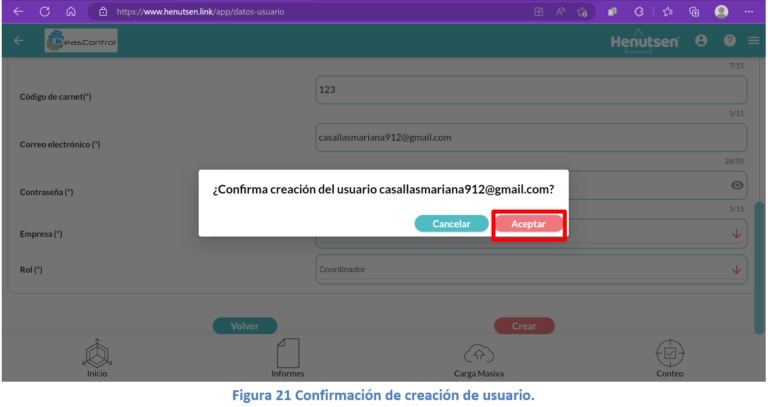 https://www.henutsen.link/app/datos-usuario
easControl
Henutsen
7/15
Código de carnet(*)
123
3/15
Correo electrónico (*)
casallasmariana912@gmail.com
28/50
Contraseña (*)
3/15
¿Confirma creación del usuario casallasmariana912@gmail.com?
Cancelar
Aceptar
Empresa (*)
Rol (*)
Coordinador
Volver
Crear
Inicio
Informes
Carga Masiva
Conteo
Figura 21 Confirmación de creación de usuario.